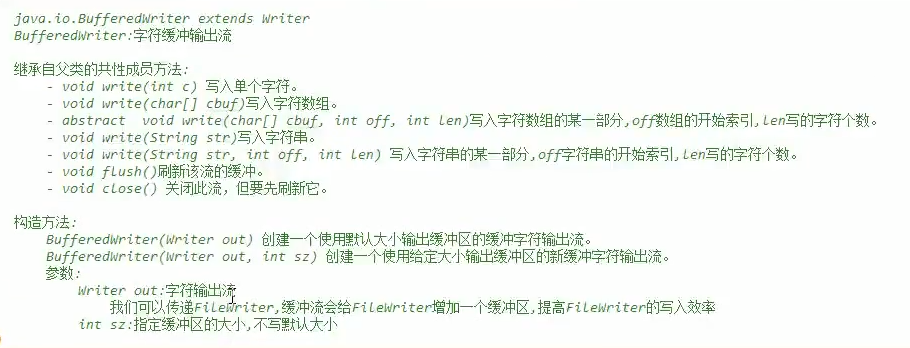 java.io.BufferedWriter extends Writer
BufferedWriter:字符缓冲输出流
继承自父类的共性成员方法:
- void write(int c) 写入单个字符。
- void write(char[] cbuf)写入字符数组。
- abstract  void write(char[] cbuf, int off, int len)写入字符数组的某一部分,off数组的开始索引,len写的字符个数。
- void write(String str)写入字符串。
- void write(String str, int off, int len) 写入字符串的某一部分,off字符串的开始索引,len写的字符个数。
- void flush()刷新该流的缓冲。
- void close() 关闭此流，但要先刷新它。
构造方法:
BufferedWriter(Writer out) 创建一个使用默认大小输出缓冲区的缓冲字符输出流。
BufferedWriter(Writer out, int sz) 创建一个使用给定大小输出缓冲区的新缓冲字符输出流。
参数:
Writer out:字符输出流
我们可以传递FileWriter,缓冲流会给FileWriter增加一个缓冲区,提高FileWriter的写入效率
int sz:指定缓冲区的大小,不写默认大小